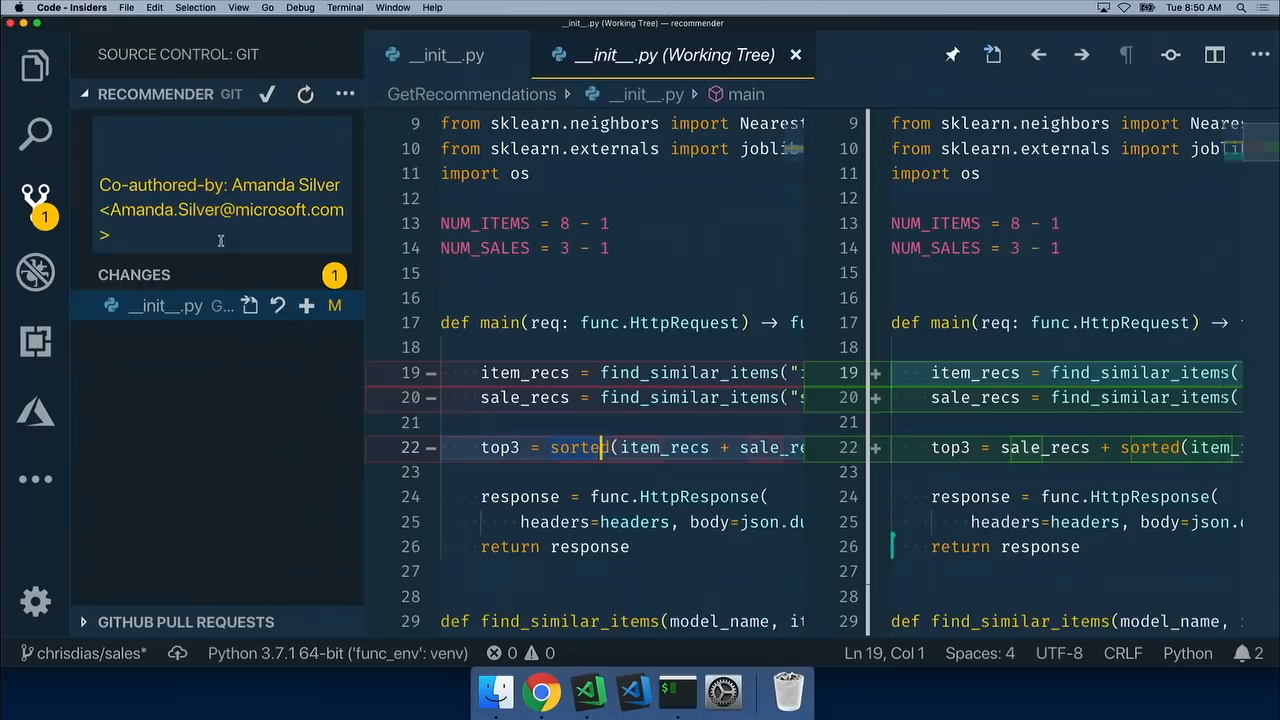 Code - Insiders File Edit Selection View Go Debug Terminal Window Help Tue 8:50 AM
__init__.py (Working Tree) — recommender
SOURCE CONTROL: GIT
__init__.py
__init__.py (Working Tree)
RECOMMENDER GIT
GetRecommendations __init__.py main
Co-authored-by: Amanda Silver
<Amanda.Silver@microsoft.com
>
CHANGES 1
__init__.py G... M
1
GITHUB PULL REQUESTS
9 from sklearn.neighbors import Nearest
10 from sklearn.externals import joblib
11 import os
12
13 NUM_ITEMS = 8 - 1
14 NUM_SALES = 3 - 1
15
16
17 def main(req: func.HttpRequest) → fu
18
19 — item_recs = find_similar_items("i
20 — sale_recs = find_similar_items("s
21
22 — top3 = sorted(item_recs + sale_re
23
24 response = func.HttpResponse(
25 headers=headers, body=json.du
26 return response
27
28
29 def find_similar_items(model_name, it
9 from sklearn.neighbors import Neares
10 from sklearn.externals import jobl
11 import os
12
13 NUM_ITEMS = 8 - 1
14 NUM_SALES = 3 - 1
15
16
17 def main(req: func.HttpRequest) →
18
19 + item_recs = find_similar_items(
20 + sale_recs = find_similar_items(
21
22 + top3 = sale_recs + sorted(item_
23
24 response = func.HttpResponse(
25 headers=headers, body=json.
26 return response
27
28
29 def find_similar_items(model_name,
chrisdias/sales* Python 3.7.1 64-bit ('func_env': venv) 0 0 Ln 19, Col 1 Spaces: 4 UTF-8 CRLF Python 2